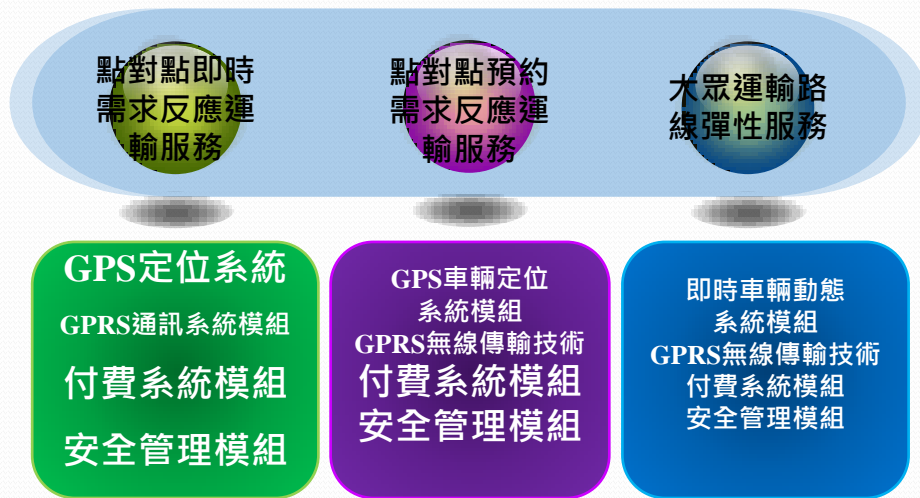 點對點即時
需求反應運
輸服務
點對點預約
需求反應運
輸服務
大眾運輸路
線彈性服務
GPS定位系統
GPRS通訊系統模組
付費系統模組
安全管理模組
GPS車輛定位
系統模組
GPRS無線傳輸技術
付費系統模組
安全管理模組
即時車輛動態
系統模組
GPRS無線傳輸技術
付費系統模組
安全管理模組